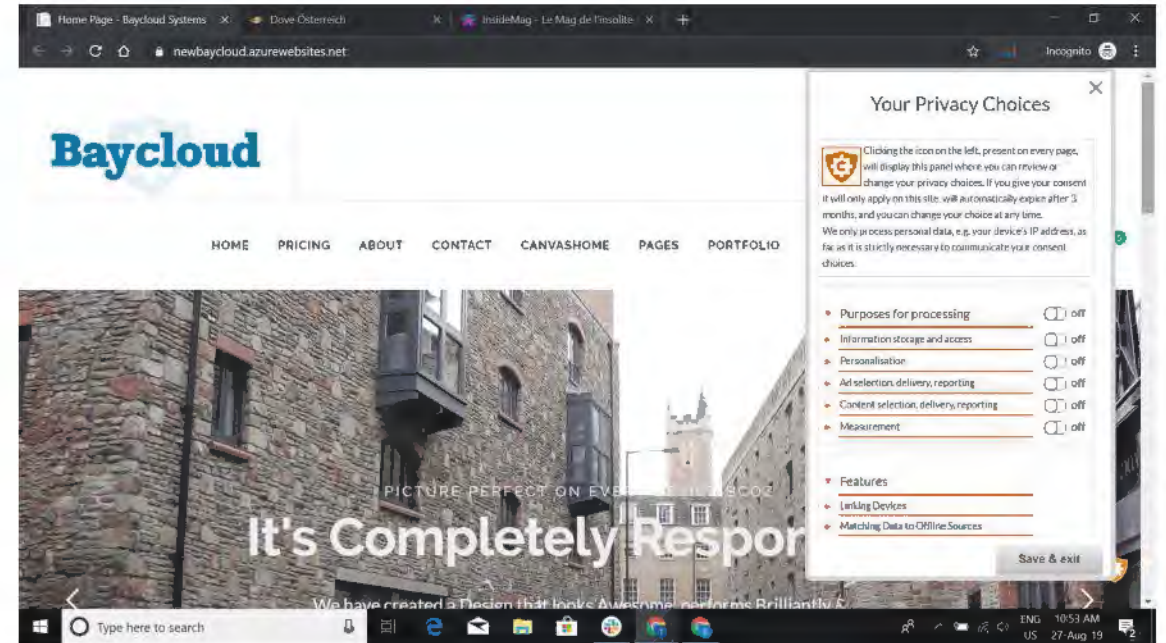 Home Page - Baycloud Systems
Dove Österreich
InsideMag - Le Mag de l'insolite
newbaycloud.azurewebsites.net
Incognito
Baycloud
HOME PRICING ABOUT CONTACT CANVASHOME PAGES PORTFOLIO
Your Privacy Choices
Clicking the icon on the left, present on every page,
will display this panel where you can review or
change your privacy choices. If you give your consent
it will only apply on this site, will automatically expire after 3
months, and you can change your choice at any time.
We only process personal data, e.g. your device's IP address, as
far as it is strictly necessary to communicate your consent
choices.
Purposes for processing off
Information storage and access off
Personalisation off
Ad selection, delivery, reporting off
Content selection, delivery, reporting off
Measurement off
Features
Linking Devices
Matching Data to Offline Sources
Save & exit
PICTURE PERFECT ON
It's Completely Respon
We have created a Design that looks Awesome, performs Brilliantly &
Type here to search
ENG 10:53 AM
US 27-Aug 19
2